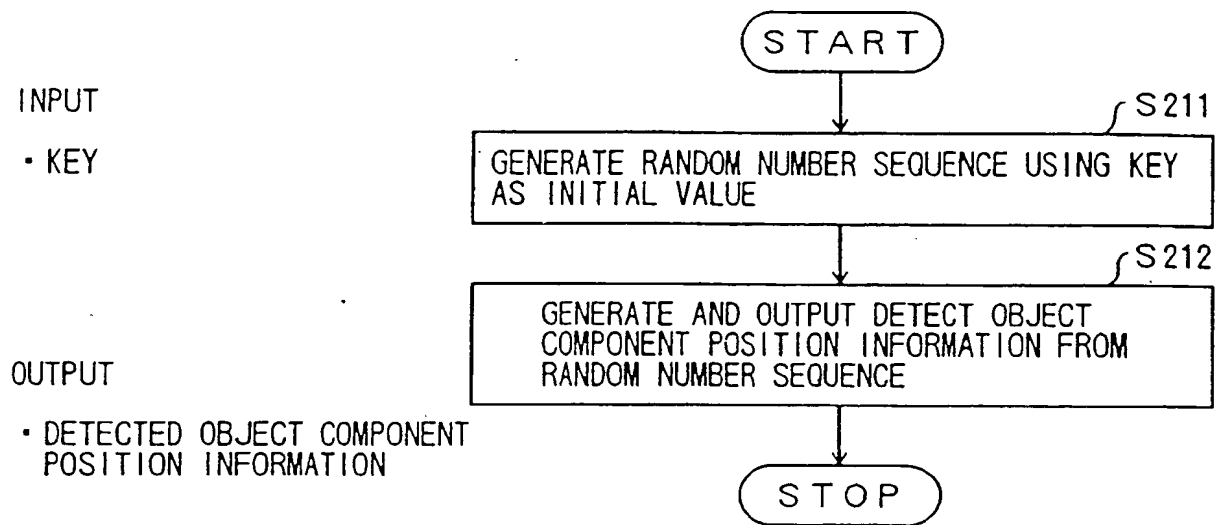 START
INPUT
S211
• KEY
GENERATE RANDOM NUMBER SEQUENCE USING KEY
AS INITIAL VALUE
S212
GENERATE AND OUTPUT DETECT OBJECT
COMPONENT POSITION INFORMATION FROM
RANDOM NUMBER SEQUENCE
OUTPUT
• DETECTED OBJECT COMPONENT
POSITION INFORMATION
STOP